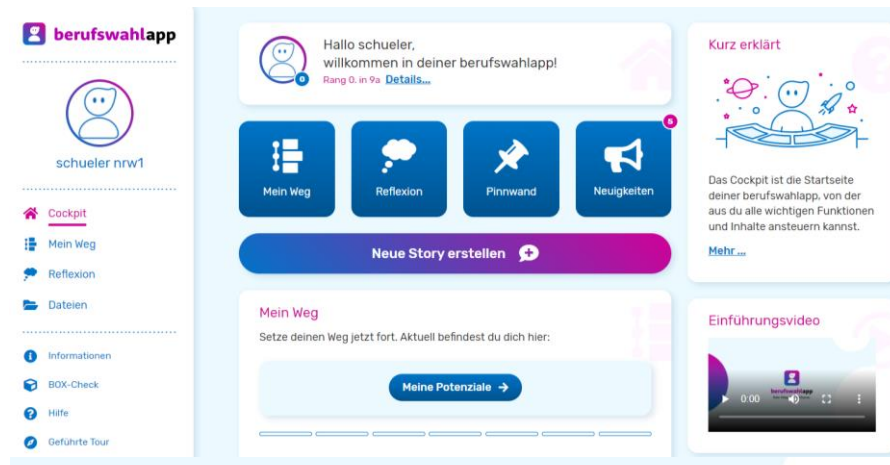 berufswahlapp
schueler nrw1
Cockpit
Mein Weg
Reflexion
Dateien
Informationen
BOX-Check
Hilfe
Geführte Tour
Hallo schueler,
willkommen in deiner berufswahlapp!
0
Rang 0. in 9a Details...
Mein Weg
Reflexion
Pinnwand
5
Neuigkeiten
Neue Story erstellen
Mein Weg
Setze deinen Weg jetzt fort. Aktuell befindest du dich hier:
Meine Potenziale →
Kurz erklärt
Das Cockpit ist die Startseite
deiner berufswahlapp, von der
aus du alle wichtigen Funktionen
und Inhalte ansteuern kannst.
Mehr ...
Einführungsvideo
berufswahlapp
0:00